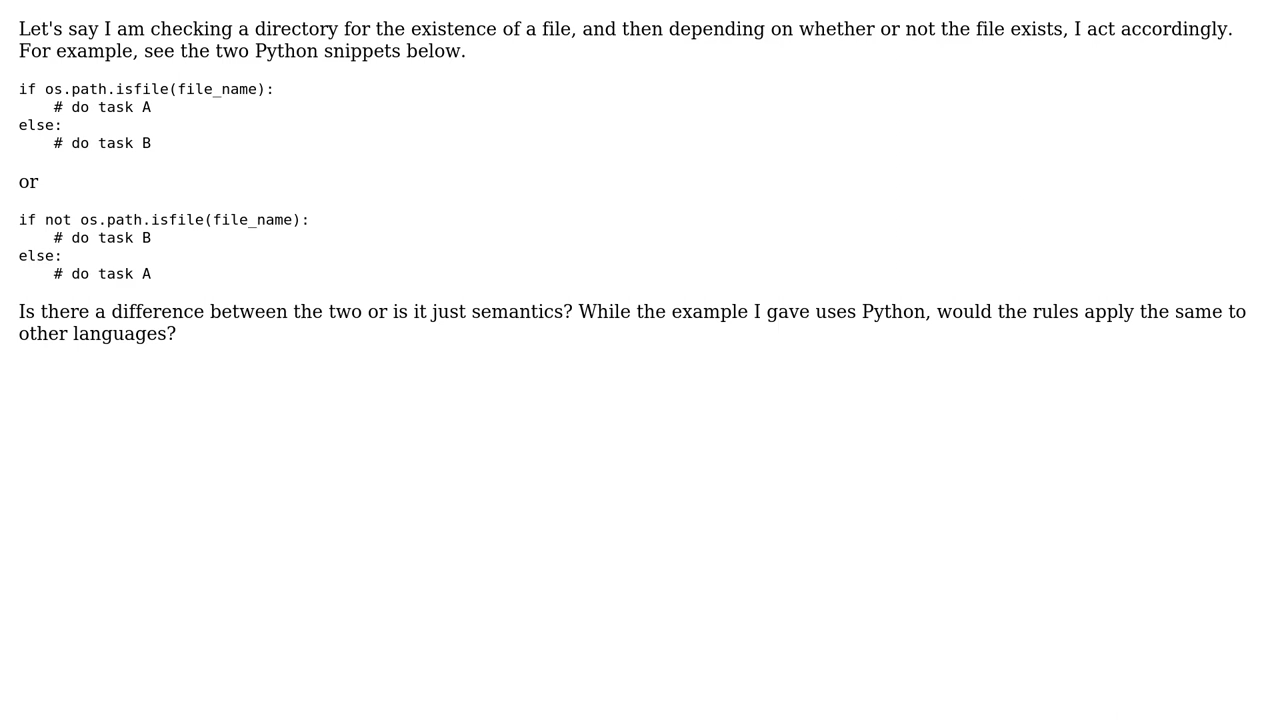 Let's say I am checking a directory for the existence of a file, and then depending on whether or not the file exists, I act accordingly.
For example, see the two Python snippets below.
if os.path.isfile(file_name):
    # do task A
else:
    # do task B
or
if not os.path.isfile(file_name):
    # do task B
else:
    # do task A
Is there a difference between the two or is it just semantics? While the example I gave uses Python, would the rules apply the same to
other languages?